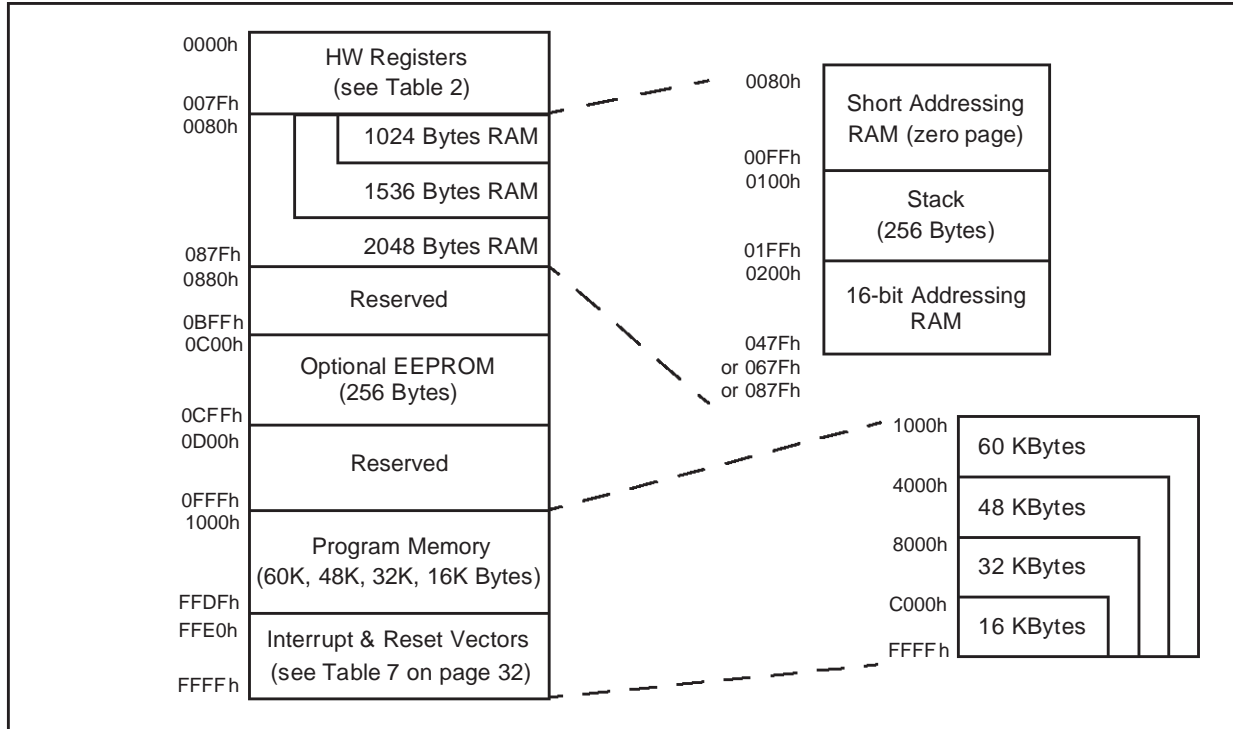 0000h
HW Registers
(see Table 2)
007Fh
0080h
1024 Bytes RAM
1536 Bytes RAM
2048 Bytes RAM
087Fh
0880h
Reserved
0BFFh
0C00h
Optional EEPROM
(256 Bytes)
0CFFh
0D00h
Reserved
0FFFh
1000h
Program Memory
(60K, 48K, 32K, 16K Bytes)
FFDFh
FFE0h
Interrupt & Reset Vectors
(see Table 7 on page 32)
FFFFh
0080h
Short Addressing
RAM (zero page)
00FFh
0100h
Stack
(256 Bytes)
01FFh
0200h
16-bit Addressing
RAM
047Fh
or 067Fh
or 087Fh
1000h
60 KBytes
4000h
48 KBytes
8000h
32 KBytes
C000h
16 KBytes
FFFFh